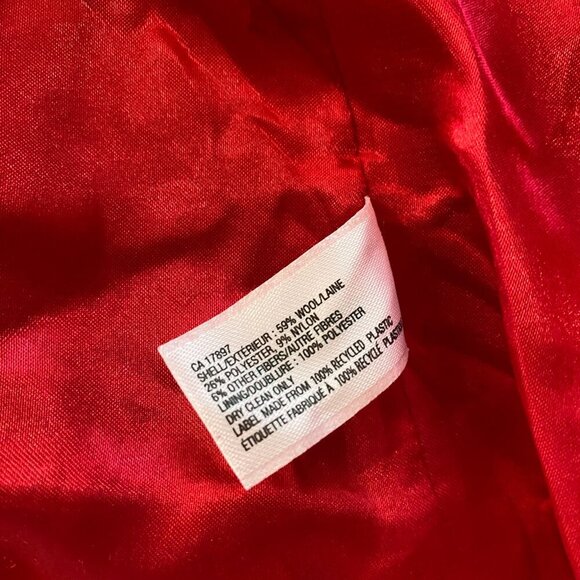 CA 17897
SHELL/EXTÉRIEUR : 59% WOOL/LAINE
26% POLYESTER, 9% NYLON
6% OTHER FIBERS/AUTRE FIBRES
LINING/DOUBLURE : 100% POLYESTER
DRY CLEAN ONLY
LABEL MADE FROM 100% RECYCLED PLASTIC
ÉTIQUETTE FABRIQUÉ À 100% RECYCLÉ PLASTIQUE